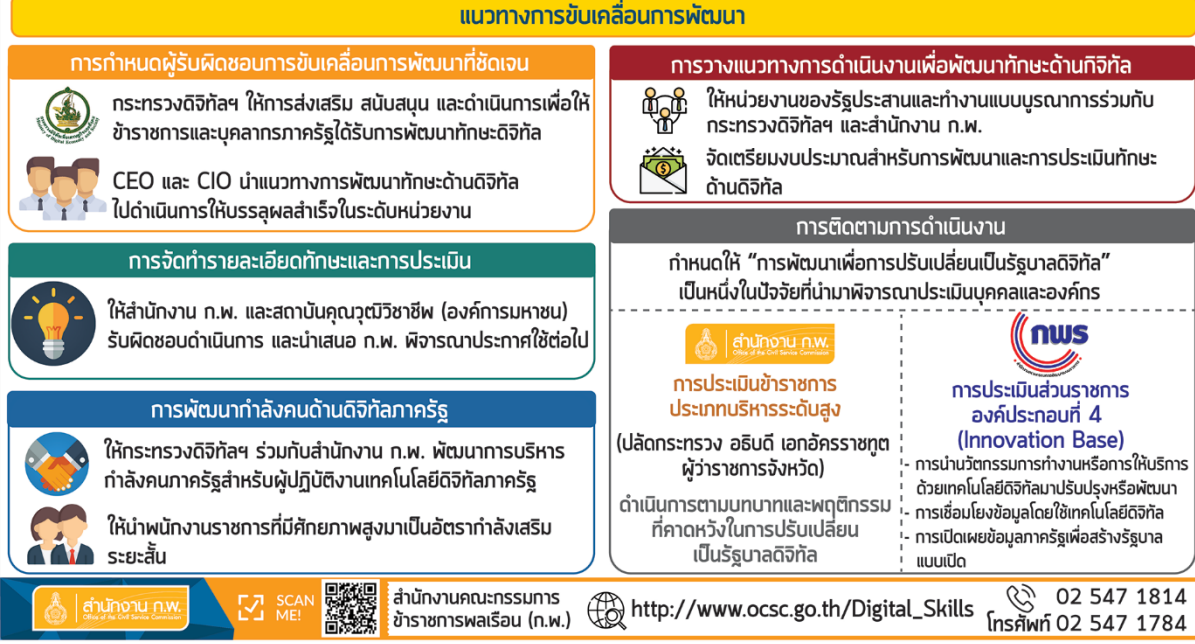 แนวทางการขับเคลื่อนการพัฒนา
การกำหนดผู้รับผิดชอบการขับเคลื่อนการพัฒนาที่ชัดเจน
กระทรวงดิจิทัลฯ ให้การส่งเสริม สนับสนุน และดำเนินการเพื่อให้
ข้าราชการและบุคลากรภาครัฐได้รับการพัฒนาทักษะดิจิทัล
CEO และ CIO นำแนวทางการพัฒนาทักษะด้านดิจิทัล
ไปดำเนินการให้บรรลุผลสำเร็จในระดับหน่วยงาน
การจัดทำรายละเอียดทักษะและการประเมิน
ให้สำนักงาน ก.พ. และสถาบันคุณวุฒิวิชาชีพ (องค์การมหาชน)
รับผิดชอบดำเนินการ และนำเสนอ ก.พ. พิจารณาประกาศใช้ต่อไป
การพัฒนากำลังคนด้านดิจิทัลภาครัฐ
ให้กระทรวงดิจิทัลฯ ร่วมกับสำนักงาน ก.พ. พัฒนาการบริหาร
กำลังคนภาครัฐสำหรับผู้ปฏิบัติงานเทคโนโลยีดิจิทัลภาครัฐ
ให้นำพนักงานราชการที่มีศักยภาพสูงมาเป็นอัตรากำลังเสริม
ระยะสั้น
การวางแนวทางการดำเนินงานเพื่อพัฒนาทักษะด้านกิจิทัล
ให้หน่วยงานของรัฐประสานและทำงานแบบบูรณาการร่วมกับ
กระทรวงดิจิทัลฯ และสำนักงาน ก.พ.
จัดเตรียมงบประมาณสำหรับการพัฒนาและการประเมินทักษะ
ด้านดิจิทัล
การติดตามการดำเนินงาน
กำหนดให้ “การพัฒนาเพื่อการปรับเปลี่ยนเป็นรัฐบาลดิจิทัล”
เป็นหนึ่งในปัจจัยที่นำมาพิจารณาประเมินบุคคลและองค์กร
สำนักงาน ก.พ.
Office of the Civil Service Commission
การประเมินข้าราชการ
ประเภทบริหารระดับสูง
(ปลัดกระทรวง อธิบดี เอกอัครราชทูต
ผู้ว่าราชการจังหวัด)
ดำเนินการตามบทบาทและพฤติกรรม
ที่คาดหวังในการปรับเปลี่ยน
เป็นรัฐบาลดิจิทัล
กพร
การประเมินส่วนราชการ
องค์ประกอบที่ 4
(Innovation Base)
- การนำนวัตกรรมการทำงานหรือการให้บริการ
ด้วยเทคโนโลยีดิจิทัลมาปรับปรุงหรือพัฒนา
- การเชื่อมโยงข้อมูลโดยใช้เทคโนโลยีดิจิทัล
- การเปิดเผยข้อมูลภาครัฐเพื่อสร้างรัฐบาล
แบบเปิด
สำนักงาน ก.พ.
Office of the Civil Service Commission
SCAN
ME!
สำนักงานคณะกรรมการ
ข้าราชการพลเรือน (ก.พ.)
http://www.ocsc.go.th/Digital_Skills
02 547 1814
โทรศัพท์ 02 547 1784